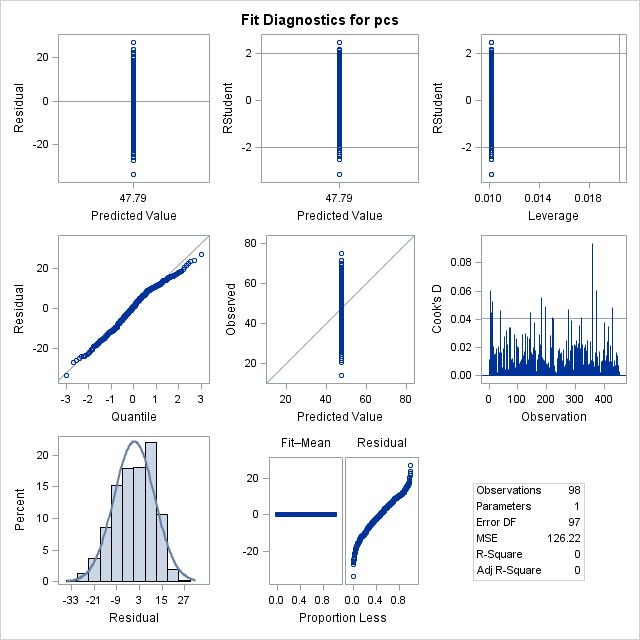 Fit Diagnostics for pcs
Residual
20
0
-20
47.79
Predicted Value
RStudent
2
0
-2
47.79
Predicted Value
RStudent
2
0
-2
0.010 0.014 0.018
Leverage
Residual
20
0
-20
-3 -2 -1 0 1 2 3
Quantile
Observed
80
60
40
20
20 40 60 80
Predicted Value
Cook's D
0.08
0.06
0.04
0.02
0.00
0 100 200 300 400
Observation
Percent
20
15
10
5
0
-33 -21 -9 3 15 27
Residual
Fit–Mean Residual
20
0
-20
0.0 0.4 0.8 0.0 0.4 0.8
Proportion Less
Observations 98
Parameters 1
Error DF 97
MSE 126.22
R-Square 0
Adj R-Square 0